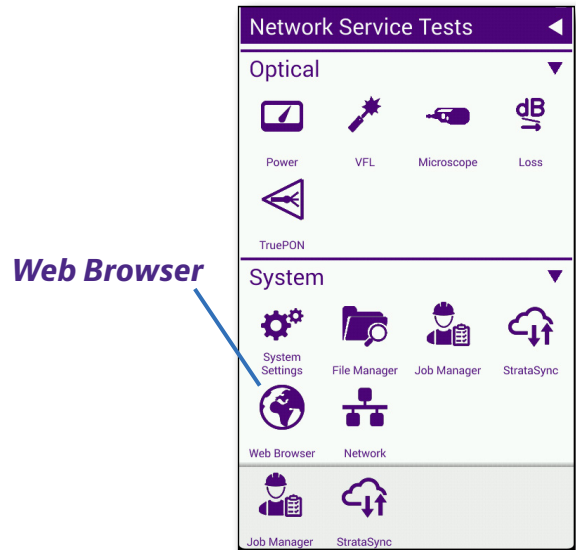 Network Service Tests
Optical
dB
Power VFL Microscope Loss
TruePON
Web Browser
System
System
Settings File Manager Job Manager StrataSync
Web Browser Network
Job Manager StrataSync